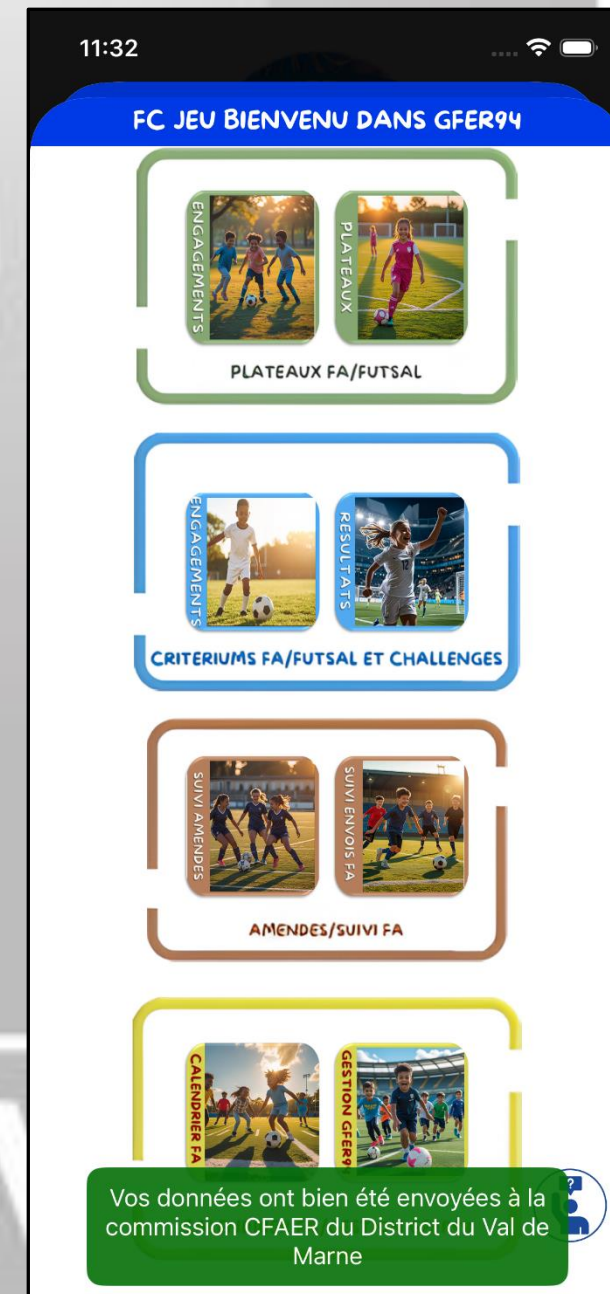 11:32
FC JEU BIENVENU DANS GFER94
ENGAGEMENTS
PLATEAUX
PLATEAUX FA/FUTSAL
ENGAGEMENTS
RESULTATS
12
CRITERIUMS FA/FUTSAL ET CHALLENGES
SUIVI AMENDES
SUIVI ENVOIS FA
AMENDES/SUIVI FA
CALENDRIER FA
GESTION GFER9
?
Vos données ont bien été envoyées à la
commission CFAER du District du Val de
Marne